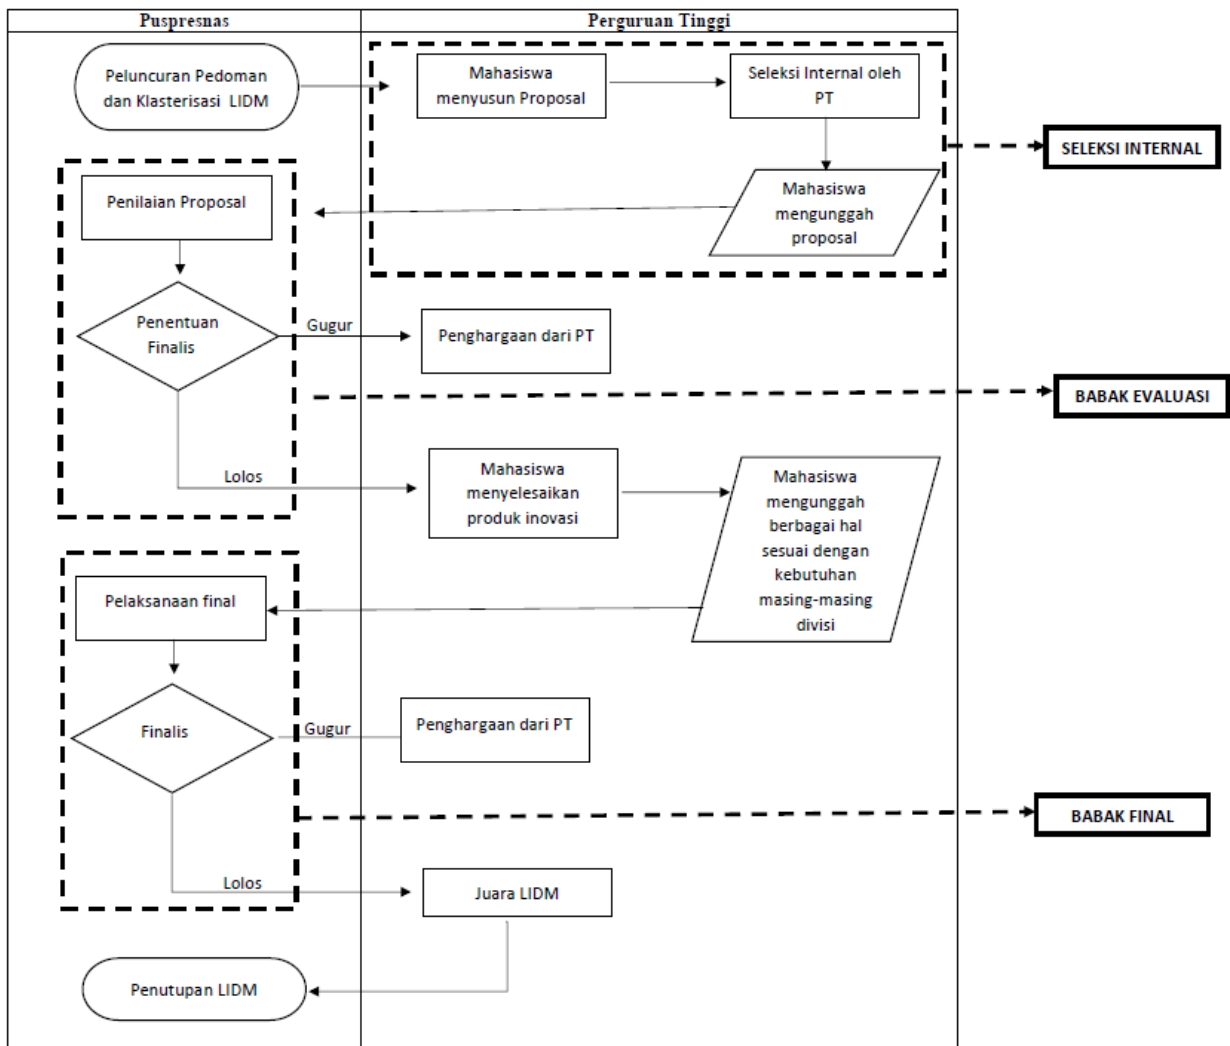 Puspresnas
Perguruan Tinggi
Peluncuran Pedoman
dan Klasterisasi LIDM
Mahasiswa
menyusun Proposal
Seleksi Internal oleh
PT
SELEKSI INTERNAL
Mahasiswa
mengunggah
proposal
Penilaian Proposal
Penentuan
Finalis
Gugur
Penghargaan dari PT
BABAK EVALUASI
Lolos
Mahasiswa
menyelesaikan
produk inovasi
Mahasiswa
mengunggah
berbagai hal
sesuai dengan
kebutuhan
masing-masing
divisi
Pelaksanaan final
Finalis
Gugur
Penghargaan dari PT
BABAK FINAL
Lolos
Juara LIDM
Penutupan LIDM